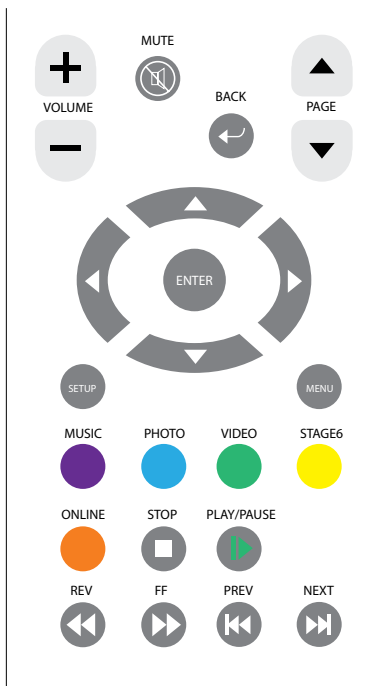 MUTE
VOLUME
BACK
PAGE
ENTER
SETUP
MENU
MUSIC PHOTO VIDEO STAGE6
ONLINE STOP PLAY/PAUSE
REV FF PREV NEXT